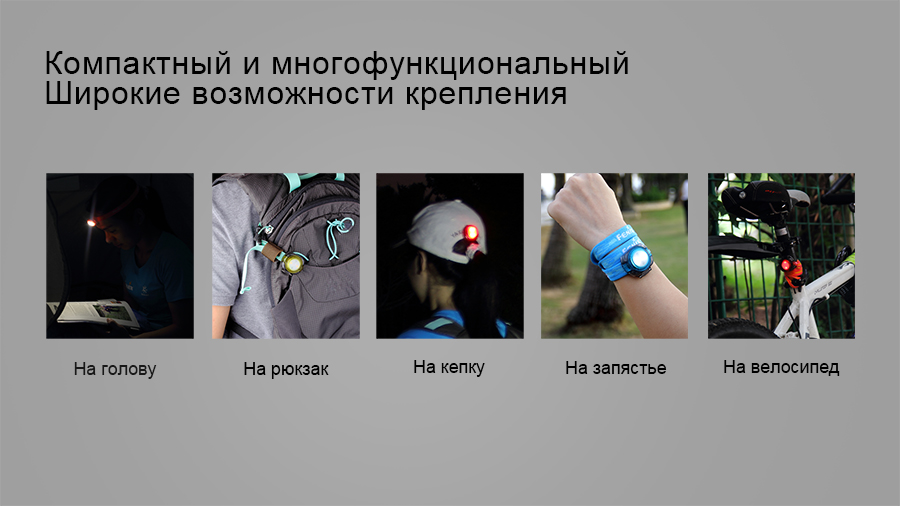 Компактный и многофункциональный
Широкие возможности крепления
На голову
На рюкзак
На кепку
На запястье
На велосипед